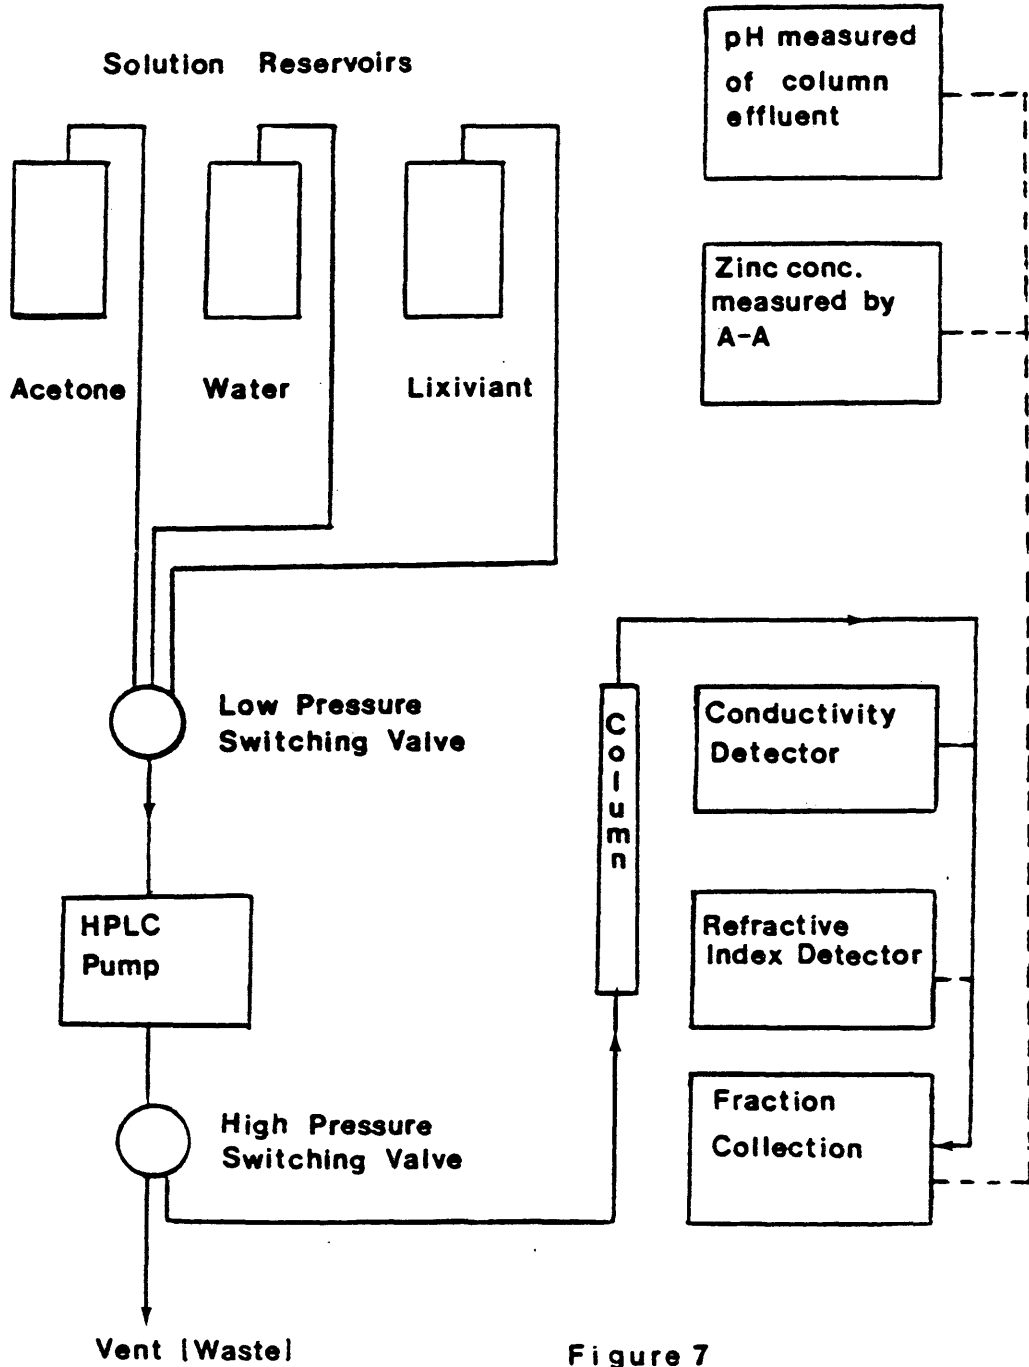 Solution Reservoirs
Acetone
Water
Lixiviant
pH measured
of column
effluent
Zinc conc.
measured by
A-A
Low Pressure
Switching Valve
HPLC
Pump
High Pressure
Switching Valve
Vent [Waste]
Column
Conductivity
Detector
Refractive
Index Detector
Fraction
Collection
Figure 7